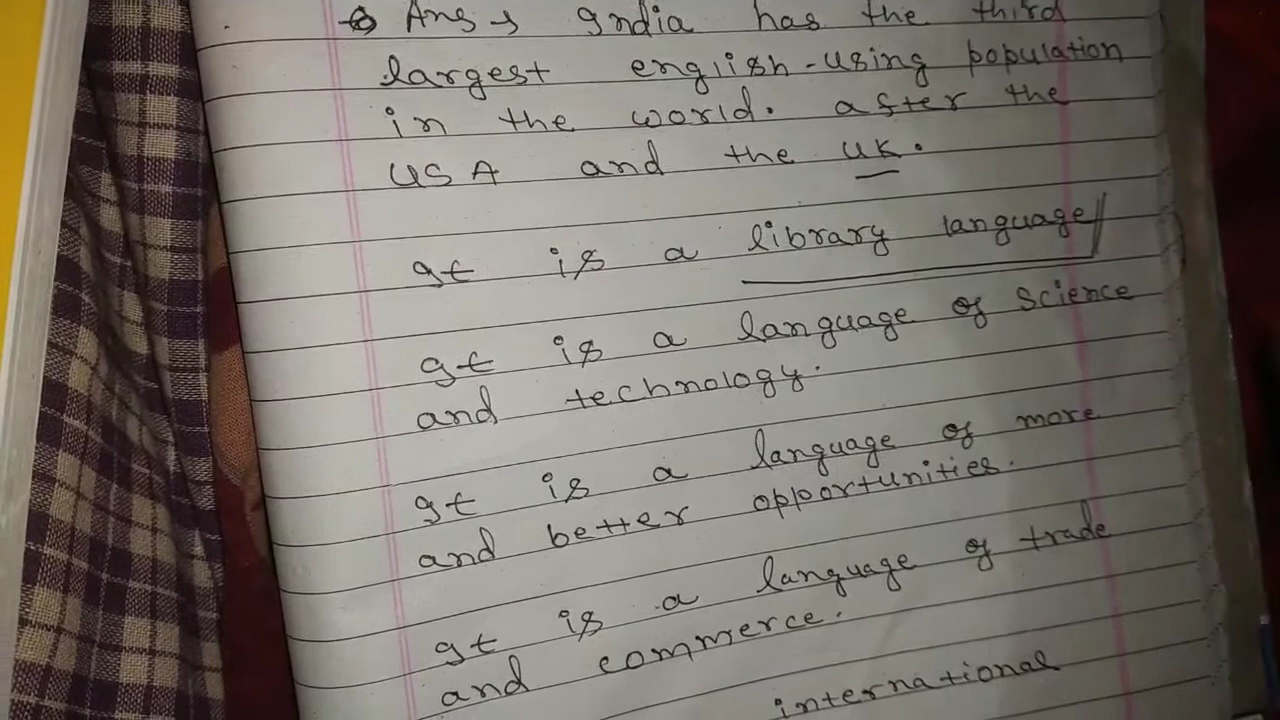 Ans → India has the third
largest english-using population
in the world. after the
USA and the UK.
It is a library language
It is a language of science
and technology.
It is a language of more
and better opportunities.
It is a language of trade
and commerce.
international